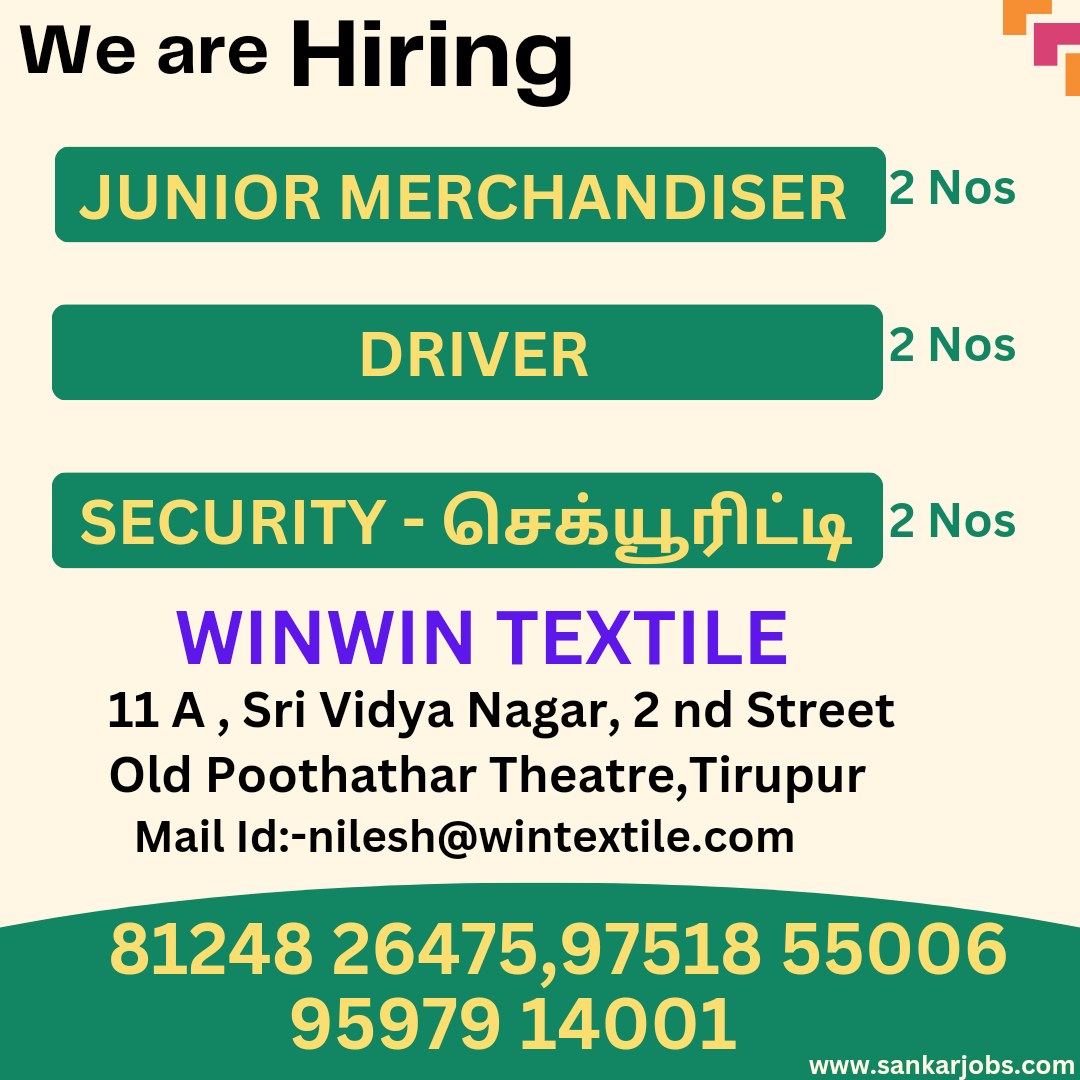 We are Hiring
JUNIOR MERCHANDISER 2 Nos
DRIVER 2 Nos
SECURITY - செக்யூரிட்டி 2 Nos
WINWIN TEXTILE
11 A , Sri Vidya Nagar, 2 nd Street
Old Poothathar Theatre,Tirupur
Mail Id:-nilesh@wintextile.com
81248 26475,97518 55006
95979 14001
www.sankarjobs.com